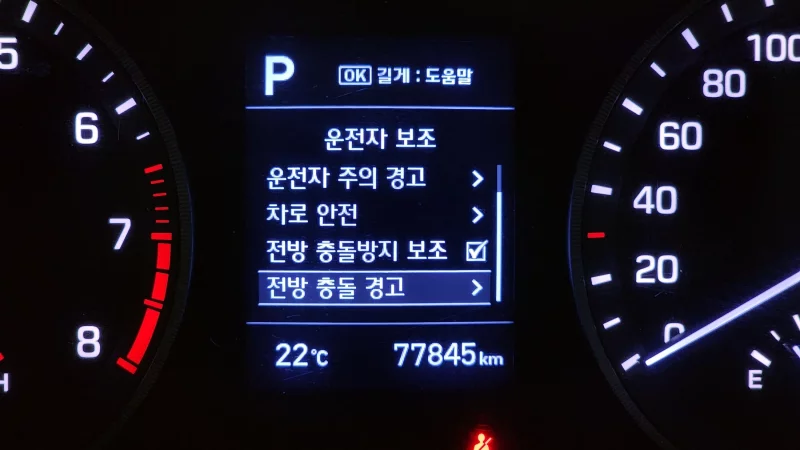 P
OK 길게 : 도움말
운전자 보조
운전자 주의 경고
차로 안전
전방 충돌방지 보조
전방 충돌 경고
22℃
77845km
5
6
7
8
H
100
80
60
40
20
0
E